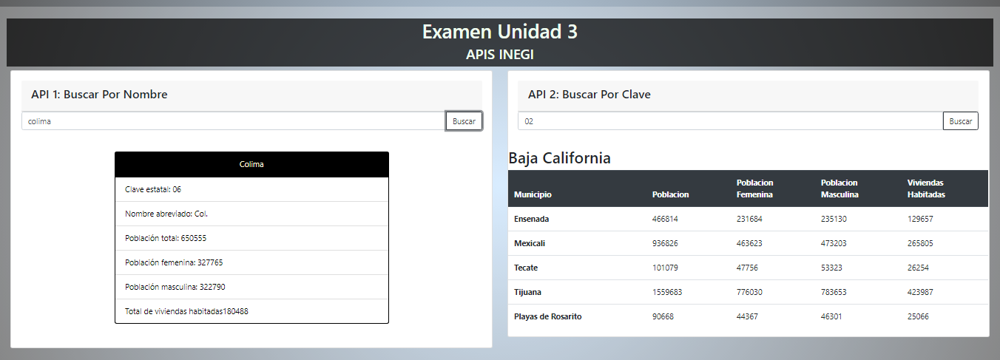 Examen Unidad 3
APIS INEGI
API 1: Buscar Por Nombre
colima Buscar
Colima
Clave estatal: 06
Nombre abreviado: Col.
Población total: 650555
Población femenina: 327765
Población masculina: 322790
Total de viviendas habitadas180488
API 2: Buscar Por Clave
02 Buscar
Baja California
Municipio Poblacion Poblacion Femenina Poblacion Masculina Viviendas Habitadas
Ensenada 466814 231684 235130 129657
Mexicali 936826 463623 473203 265805
Tecate 101079 47756 53323 26254
Tijuana 1559683 776030 783653 423987
Playas de Rosarito 90668 44367 46301 25066